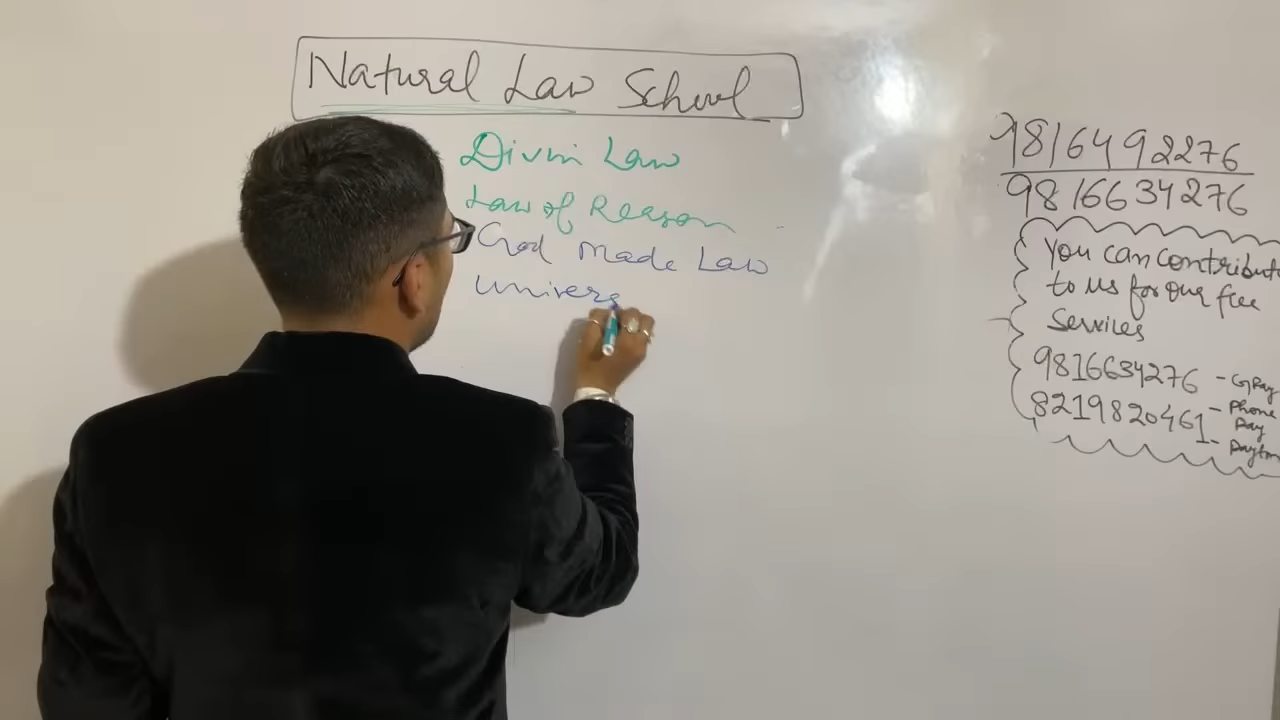 Natural Law School
Divin Law
Law of Reason
God Made Law
Univers
9816492276
9816634276
You can contribut
to us for our free
Services
9816634276 - G Pay
8219820461 - Phone
Pay
- Paytm